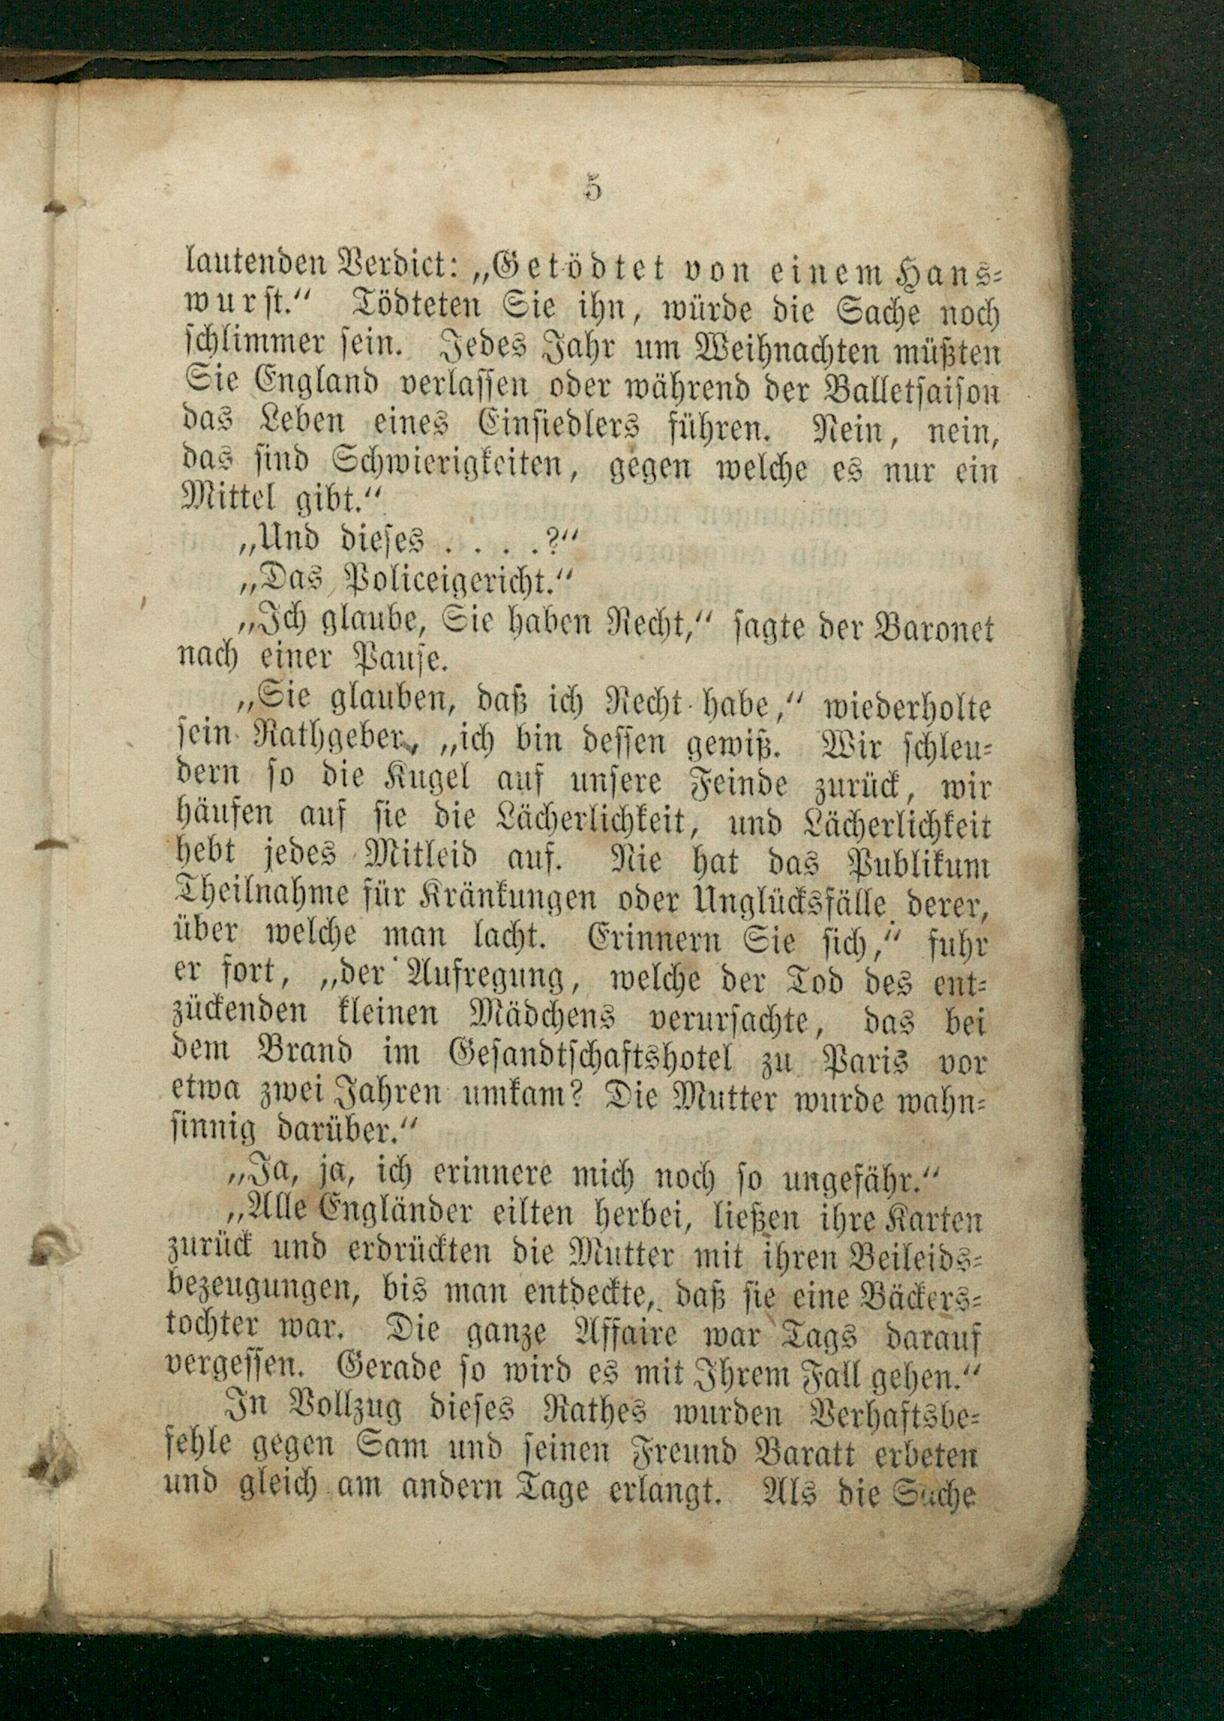 5
lautenden Verdict: „Getödtet von einem Hans-
wurst.“ Tödteten Sie ihn, würde die Sache noch
schlimmer sein. Jedes Jahr um Weihnachten müßten
Sie England verlassen oder während der Balletsaison
das Leben eines Einsiedlers führen. Nein, nein,
das sind Schwierigkeiten, gegen welche es nur ein
Mittel gibt.“
„Und dieses . . . .?“
„Das Policeigericht.“
„Ich glaube, Sie haben Recht,“ sagte der Baronet
nach einer Pause.
„Sie glauben, daß ich Recht habe,“ wiederholte
sein Rathgeber, „ich bin dessen gewiß. Wir schleu-
dern so die Kugel auf unsere Feinde zurück, wir
häufen auf sie die Lächerlichkeit, und Lächerlichkeit
hebt jedes Mitleid auf. Nie hat das Publikum
Theilnahme für Kränkungen oder Unglücksfälle derer,
über welche man lacht. Erinnern Sie sich,“ fuhr
er fort, „der Aufregung, welche der Tod des ent-
zückenden kleinen Mädchens verursachte, das bei
dem Brand im Gesandtschaftshotel zu Paris vor
etwa zwei Jahren umkam? Die Mutter wurde wahn-
sinnig darüber.“
„Ja, ja, ich erinnere mich noch so ungefähr.“
„Alle Engländer eilten herbei, ließen ihre Karten
zurück und erdrückten die Mutter mit ihren Beileids-
bezeugungen, bis man entdeckte, daß sie eine Bäckers-
tochter war. Die ganze Affaire war Tags darauf
vergessen. Gerade so wird es mit Ihrem Fall gehen.“
In Vollzug dieses Rathes wurden Verhaftsbe-
fehle gegen Sam und seinen Freund Baratt erbeten
und gleich am andern Tage erlangt. Als die Sache